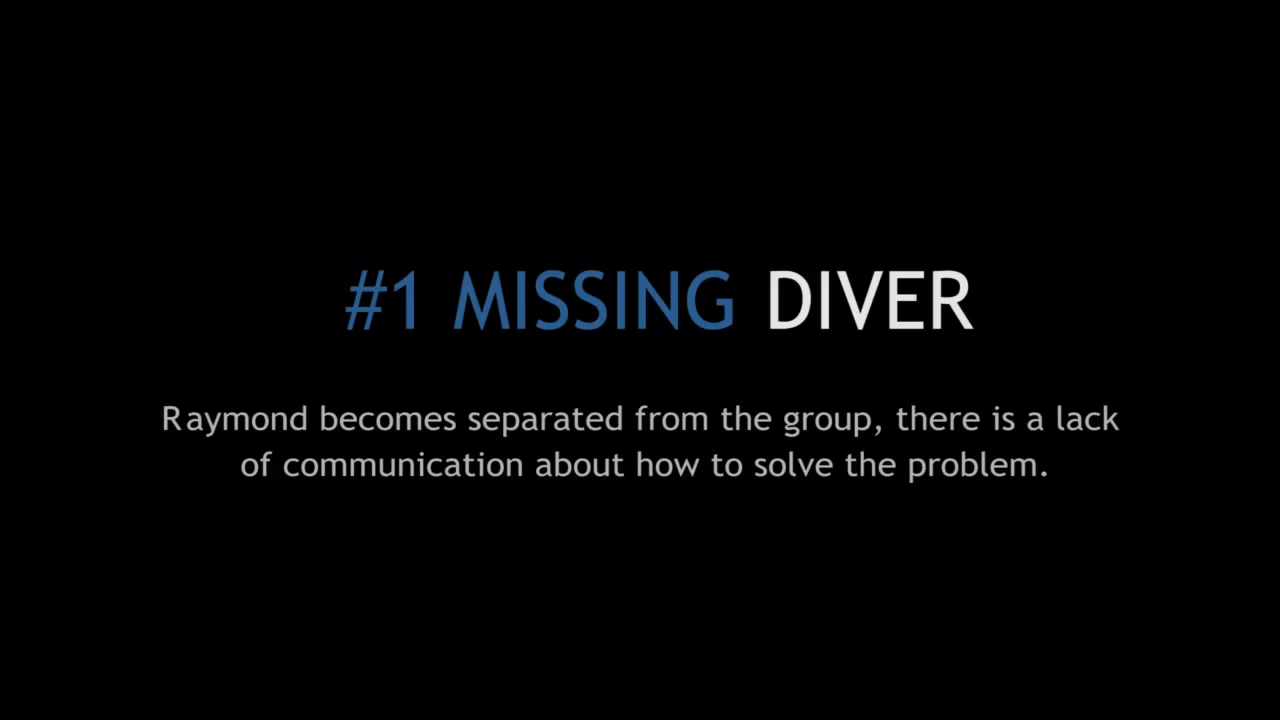 #1 MISSING DIVER
Raymond becomes separated from the group, there is a lack
of communication about how to solve the problem.